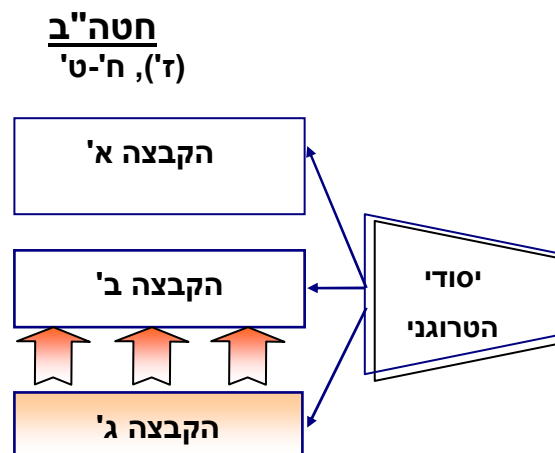 חטה"ב
(ז'), ח'-ט'
הקבצה א'
הקבצה ב'
יסודי
הטרוגני
הקבצה ג'